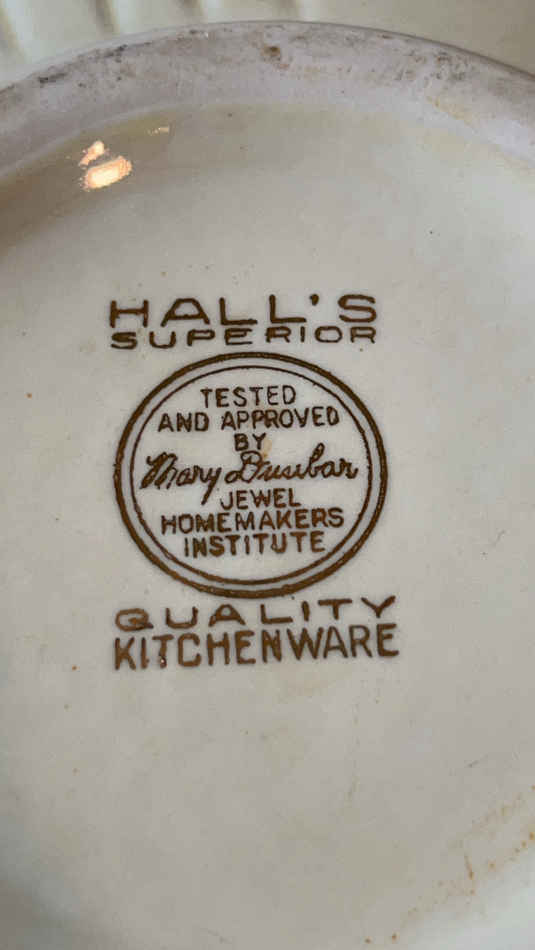 HALL'S
SUPERIOR
TESTED
AND APPROVED
BY
Mary Dunbar
JEWEL
HOMEMAKERS
INSTITUTE
QUALITY
KITCHENWARE